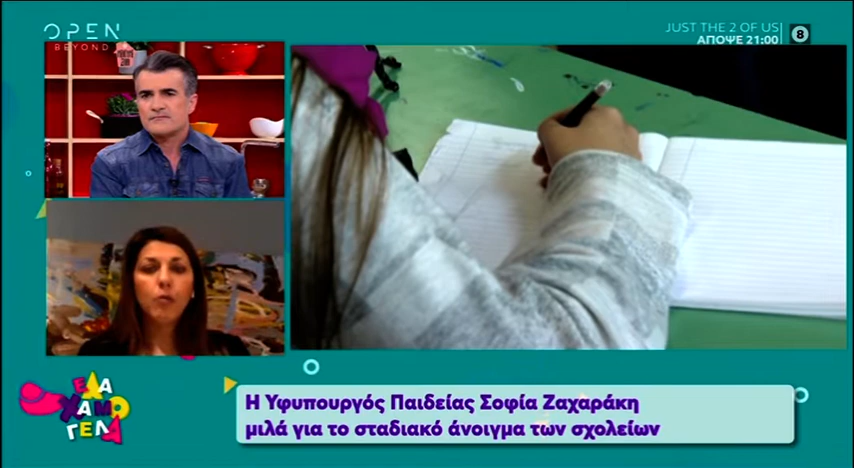 OPEN
BEYOND
JUST THE 2 OF US
ΑΠΟΨΕ 21:00
8
ΕΛΑ
ΧΑΜΟ
ΓΕΛΑ
Η Υφυπουργός Παιδείας Σοφία Ζαχαράκη
μιλά για το σταδιακό άνοιγμα των σχολείων